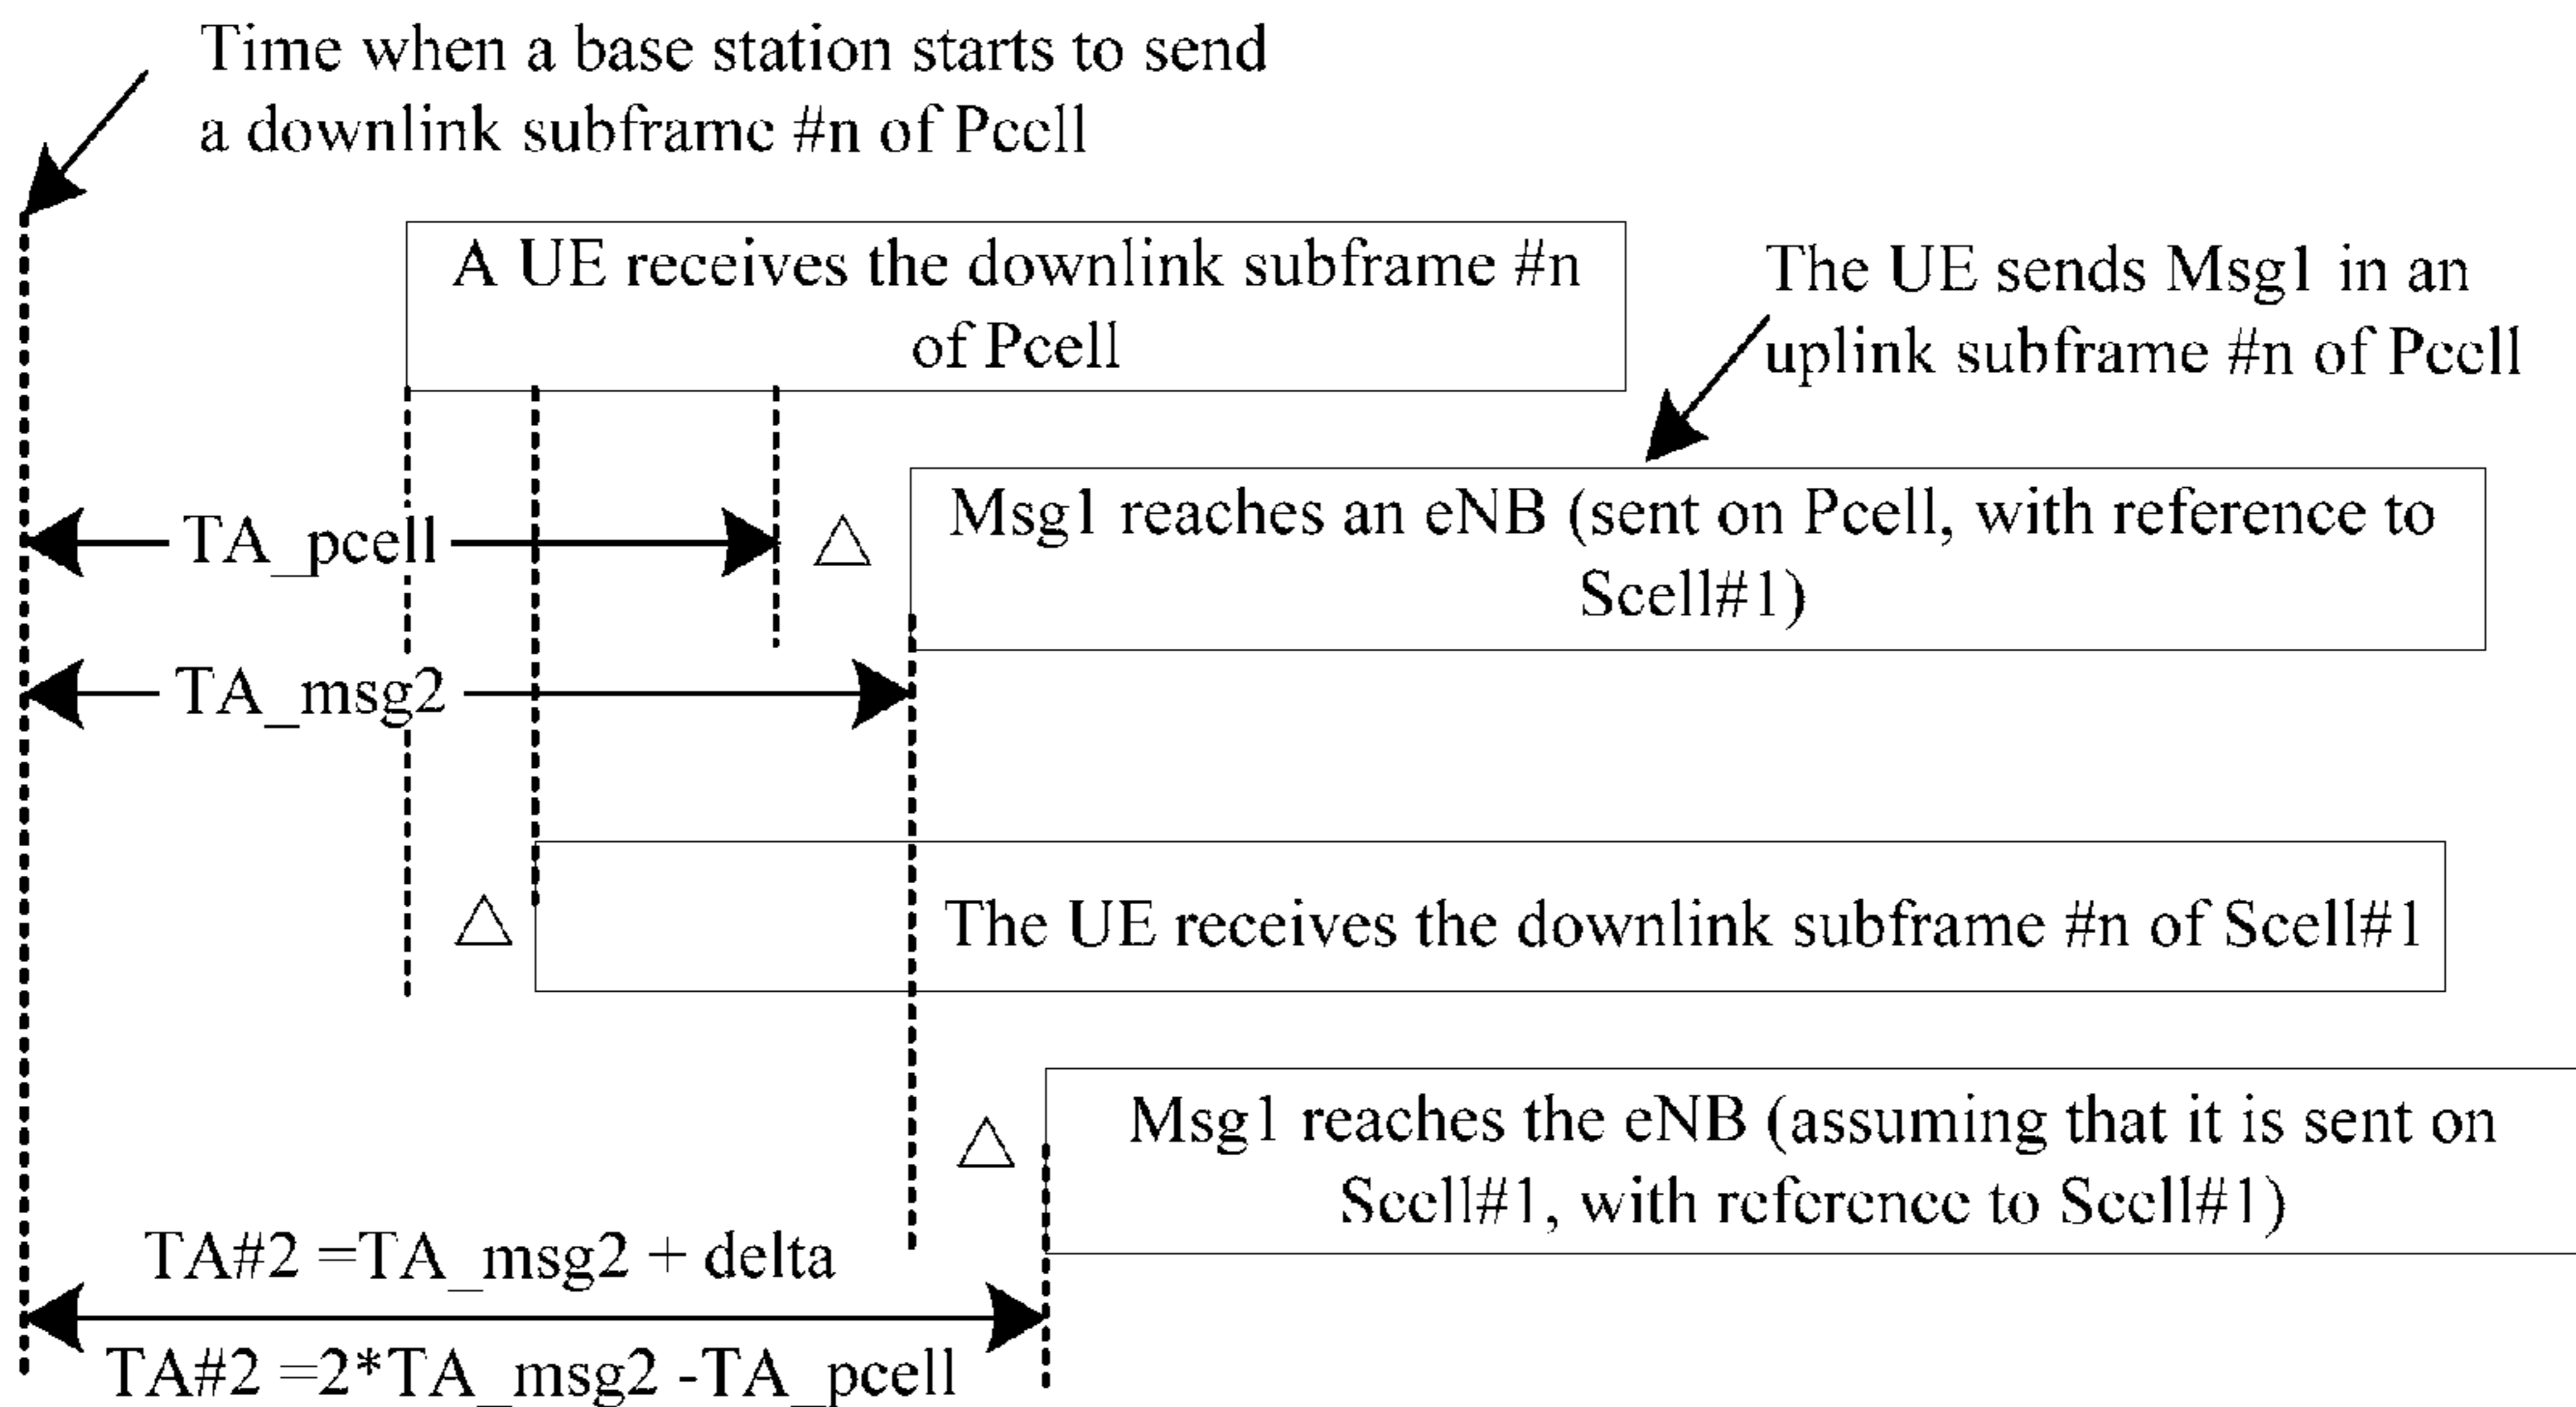 Time when a base station starts to send
a downlink subframe #n of Pcell
A UE receives the downlink subframe #n
of Pcell
The UE sends Msg1 in an
uplink subframe #n of Pcell
TA_pcell
△
Msg1 reaches an eNB (sent on Pcell, with reference to
Scell#1)
TA_msg2
△
The UE receives the downlink subframe #n of Scell#1
△
Msg1 reaches the eNB (assuming that it is sent on
Scell#1, with reference to Scell#1)
TA#2 =TA_msg2 + delta
TA#2 =2*TA_msg2 -TA_pcell